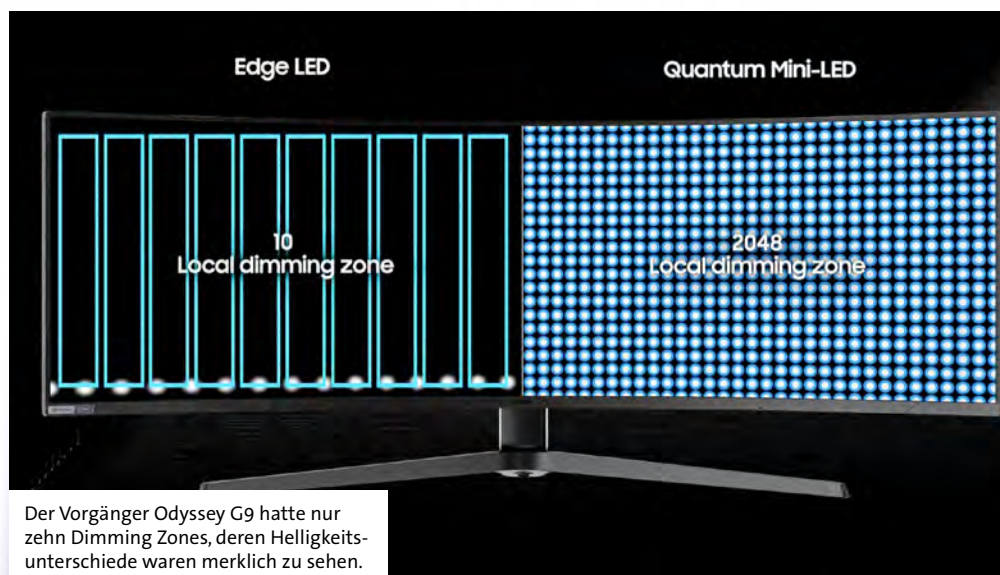 Edge LED
Quantum Mini-LED
10
Local dimming zone
2048
Local dimming zone
Der Vorgänger Odyssey G9 hatte nur
zehn Dimming Zones, deren Helligkeits-
unterschiede waren merklich zu sehen.